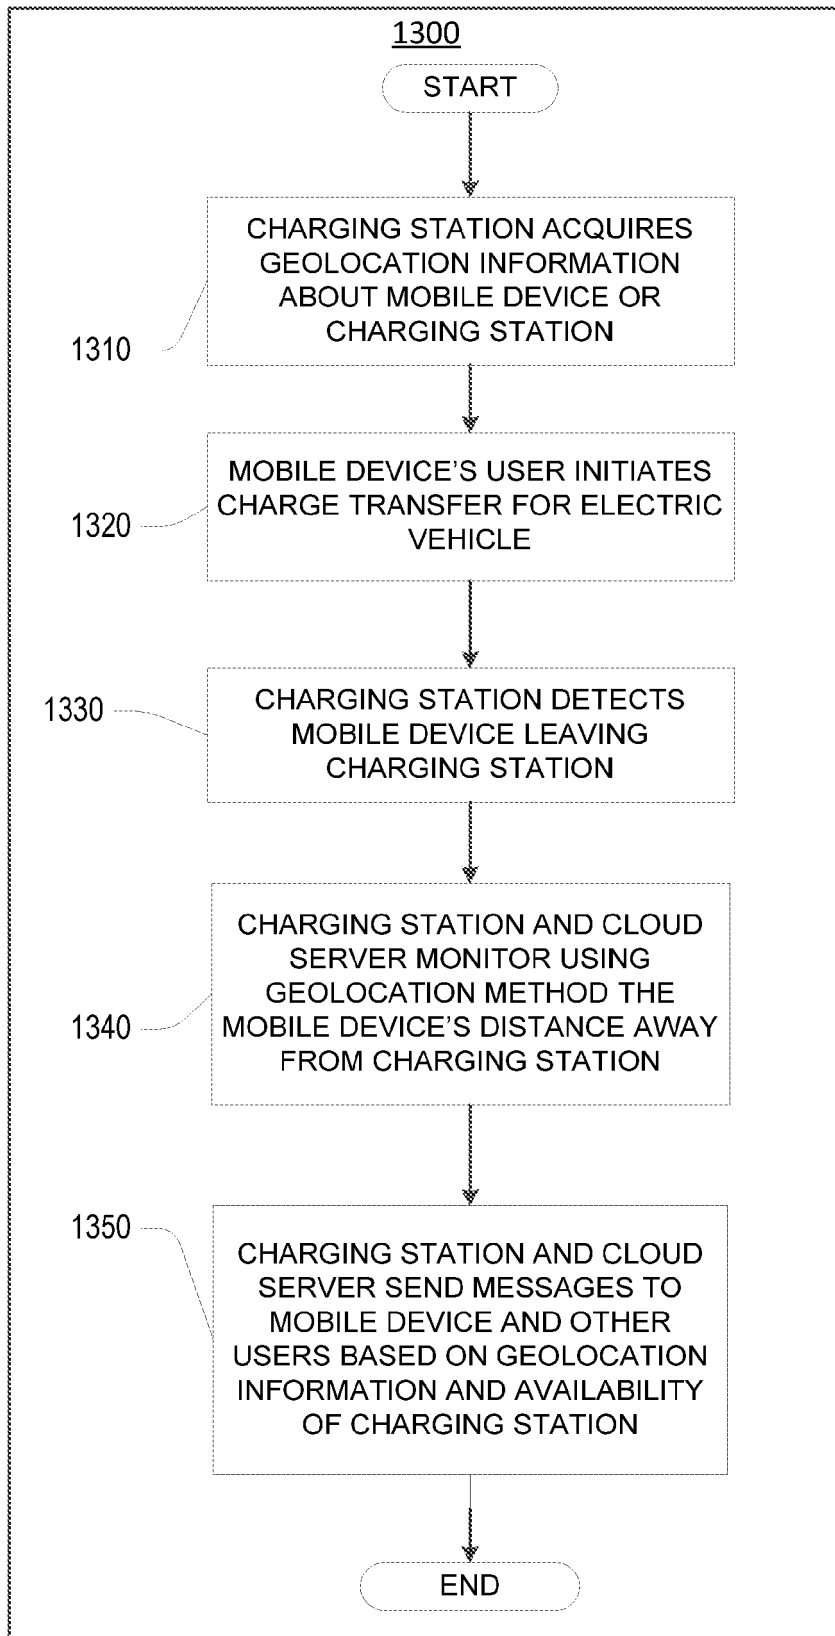 1300
START
CHARGING STATION ACQUIRES
GEOLOCATION INFORMATION
ABOUT MOBILE DEVICE OR
CHARGING STATION
1310
MOBILE DEVICE'S USER INITIATES
CHARGE TRANSFER FOR ELECTRIC
VEHICLE
1320
CHARGING STATION DETECTS
MOBILE DEVICE LEAVING
CHARGING STATION
1330
CHARGING STATION AND CLOUD
SERVER MONITOR USING
GEOLOCATION METHOD THE
MOBILE DEVICE'S DISTANCE AWAY
FROM CHARGING STATION
1340
CHARGING STATION AND CLOUD
SERVER SEND MESSAGES TO
MOBILE DEVICE AND OTHER
USERS BASED ON GEOLOCATION
INFORMATION AND AVAILABILITY
OF CHARGING STATION
1350
END